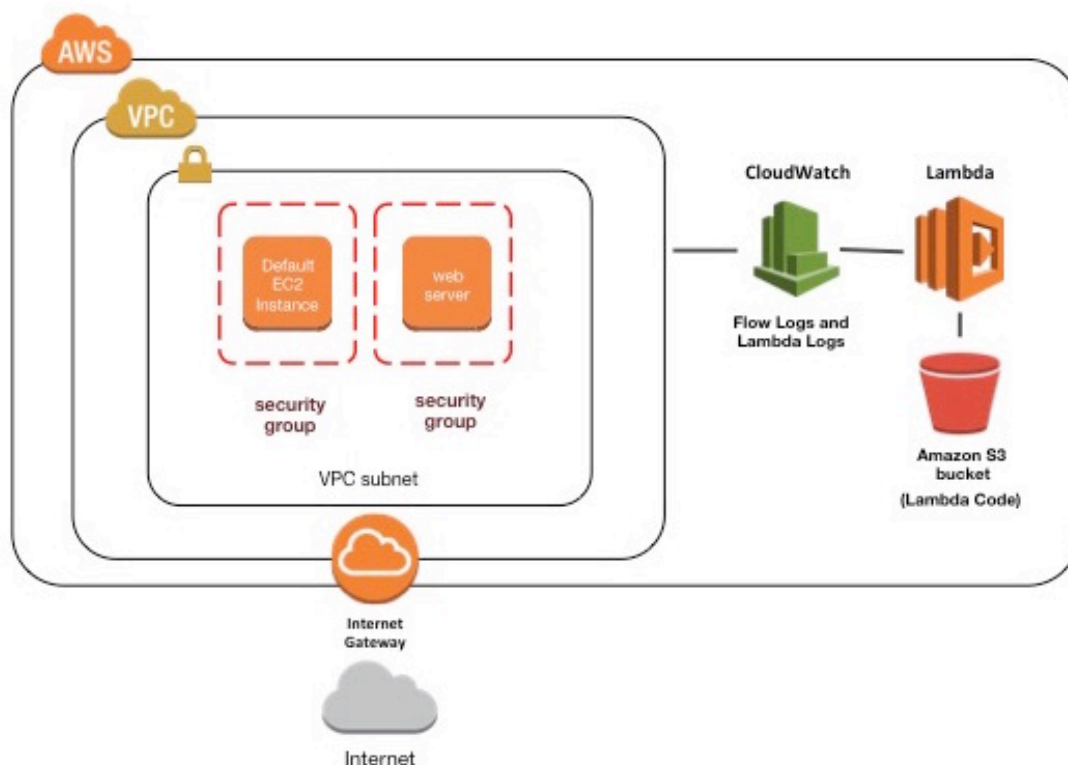 AWS
VPC
CloudWatch
Lambda
Default
EC2
Instance
web
server
Flow Logs and
Lambda Logs
security
group
security
group
Amazon S3
bucket
(Lambda Code)
VPC subnet
Internet
Gateway
Internet